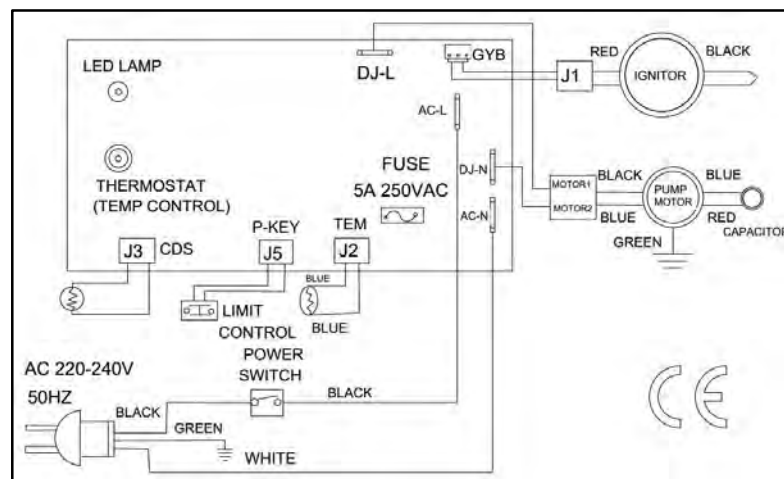 LED LAMP
THERMOSTAT
(TEMP CONTROL)
DJ-L
GYB
J1
RED
IGNITOR
BLACK
AC-L
FUSE
5A 250VAC
DJ-N
AC-N
MOTOR1
MOTOR2
BLACK
BLUE
PUMP
MOTOR
BLUE
RED
CAPACITOR
GREEN
J3
CDS
P-KEY
J5
TEM
J2
BLUE
BLUE
LIMIT
CONTROL
POWER
SWITCH
AC 220-240V
50HZ
BLACK
GREEN
WHITE
BLACK
CE